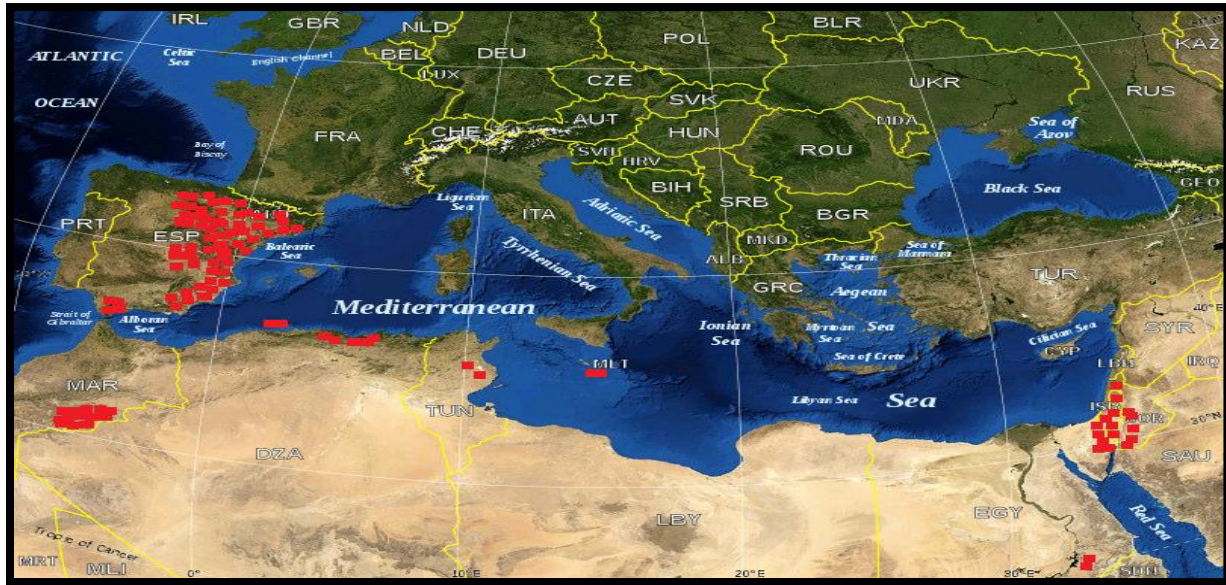 IRL
GBR
NLD
BLR
KAZ
ATLANTIC
OCEAN
Celtic
Sea
English Channel
BEL
LUX
DEU
POL
CZE
SVK
UKR
RUS
FRA
CHE
AUT
HUN
MDA
Sea of
Azov
Bay of
Biscay
SVN
HRV
ROU
GEO
BIH
SRB
BGR
Black Sea
PRT
ESP
Ligurian
Sea
ITA
Adriatic Sea
Balearic
Sea
Tyrrhenian Sea
MKD
ALB
Thracian
Sea
Sea of
Marmara
TUR
GRC
Aegean
Sea
Strait of
Gibraltar
Alboran
Sea
Mediterranean
Sea
Ionian
Sea
Myrtoan
Sea
Sea of Crete
Cilician Sea
CYP
40°E
SYR
LBN
IRQ
MAR
MLT
TUN
Libyan Sea
ISR
JOR
30°N
DZA
LBY
EGY
SAU
Red Sea
Tropic of Cancer
MRT
MLI
SDN
0°
10°E
20°E
30°E